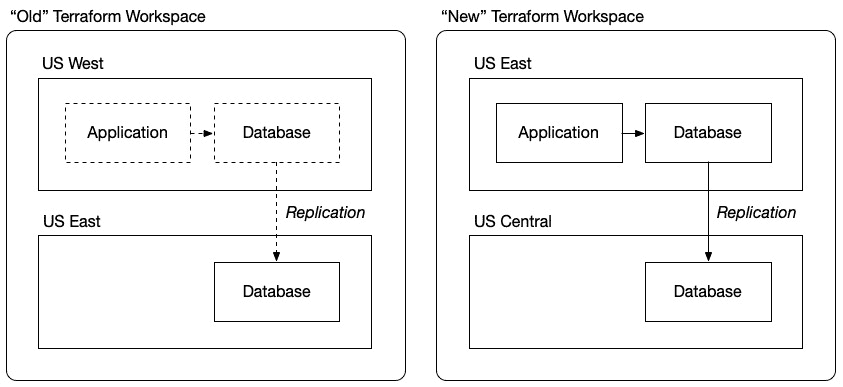 “Old” Terraform Workspace
US West
Application
Database
Replication
US East
Database
“New” Terraform Workspace
US East
Application
Database
Replication
US Central
Database